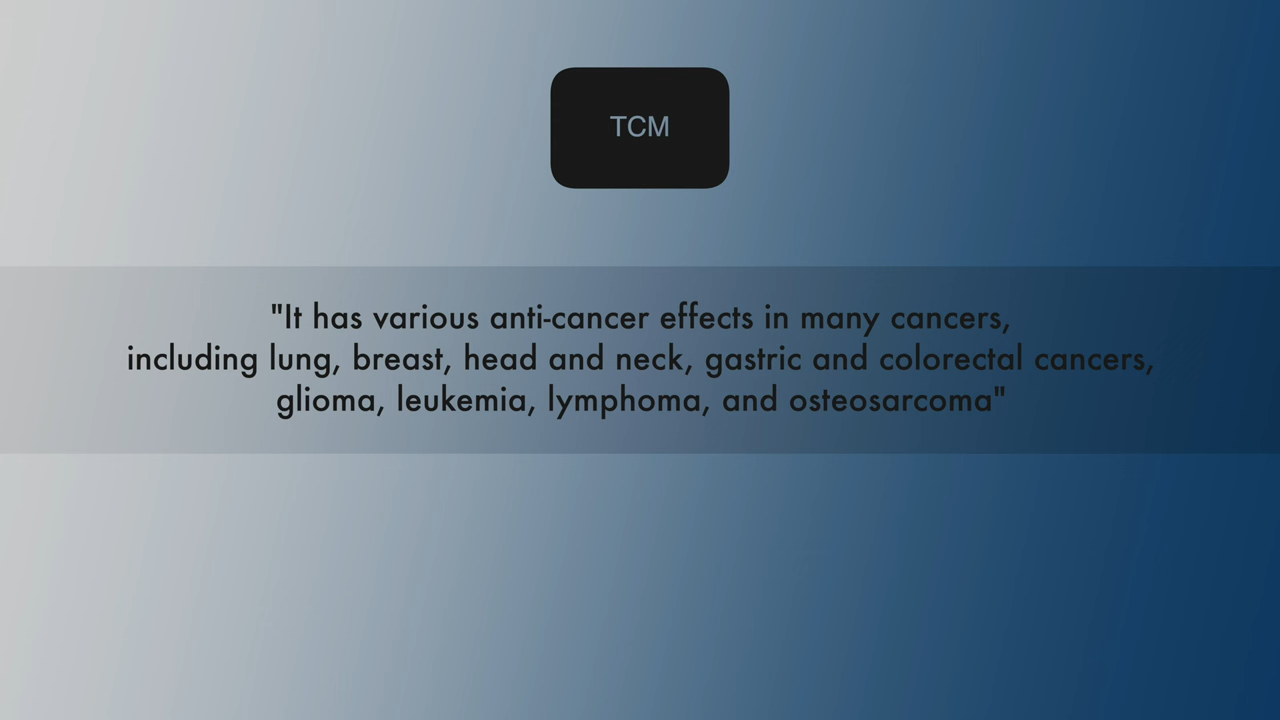 TCM
"It has various anti-cancer effects in many cancers,
including lung, breast, head and neck, gastric and colorectal cancers,
glioma, leukemia, lymphoma, and osteosarcoma"